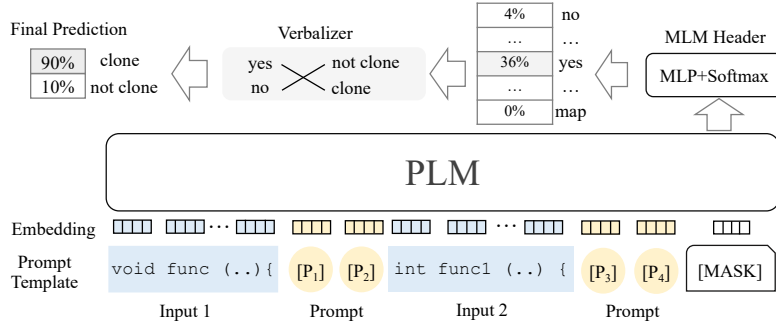 Final Prediction
90% clone
10% not clone
Verbalizer
yes not clone
no clone
4% no
... ...
36% yes
... ...
0% map
MLM Header
MLP+Softmax
PLM
Embedding ... ...
Prompt
Template
void func (..){ [P1] [P2] int func1 (..) { [P3] [P4] [MASK]
Input 1 Prompt Input 2 Prompt